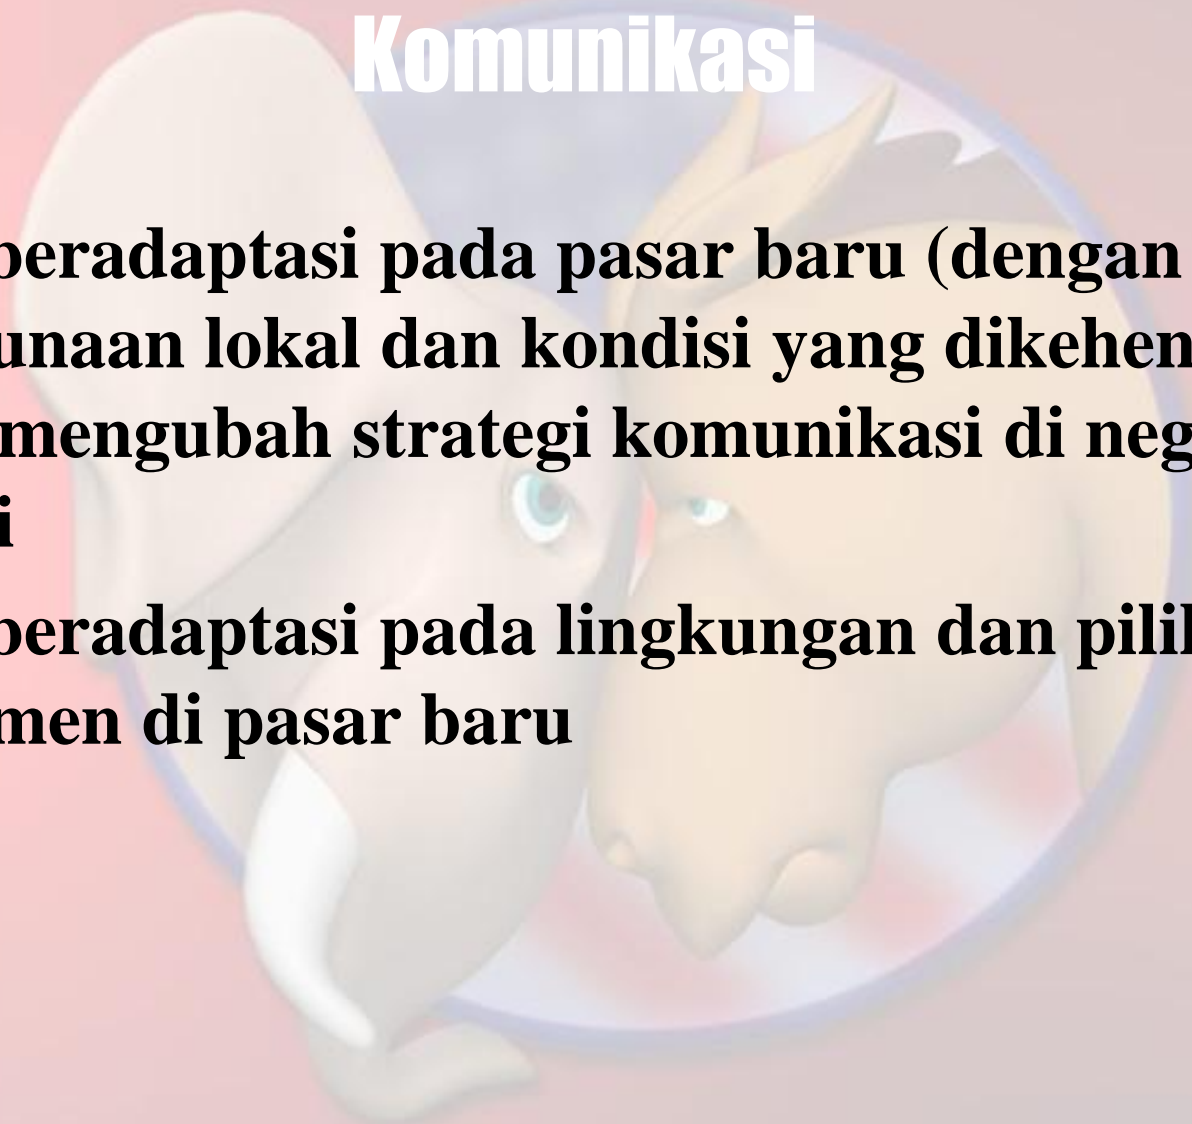 Komunikasi
beradaptasi pada pasar baru (dengan
unaan lokal dan kondisi yang dikehen
mengubah strategi komunikasi di neg
i
beradaptasi pada lingkungan dan pilih
men di pasar baru